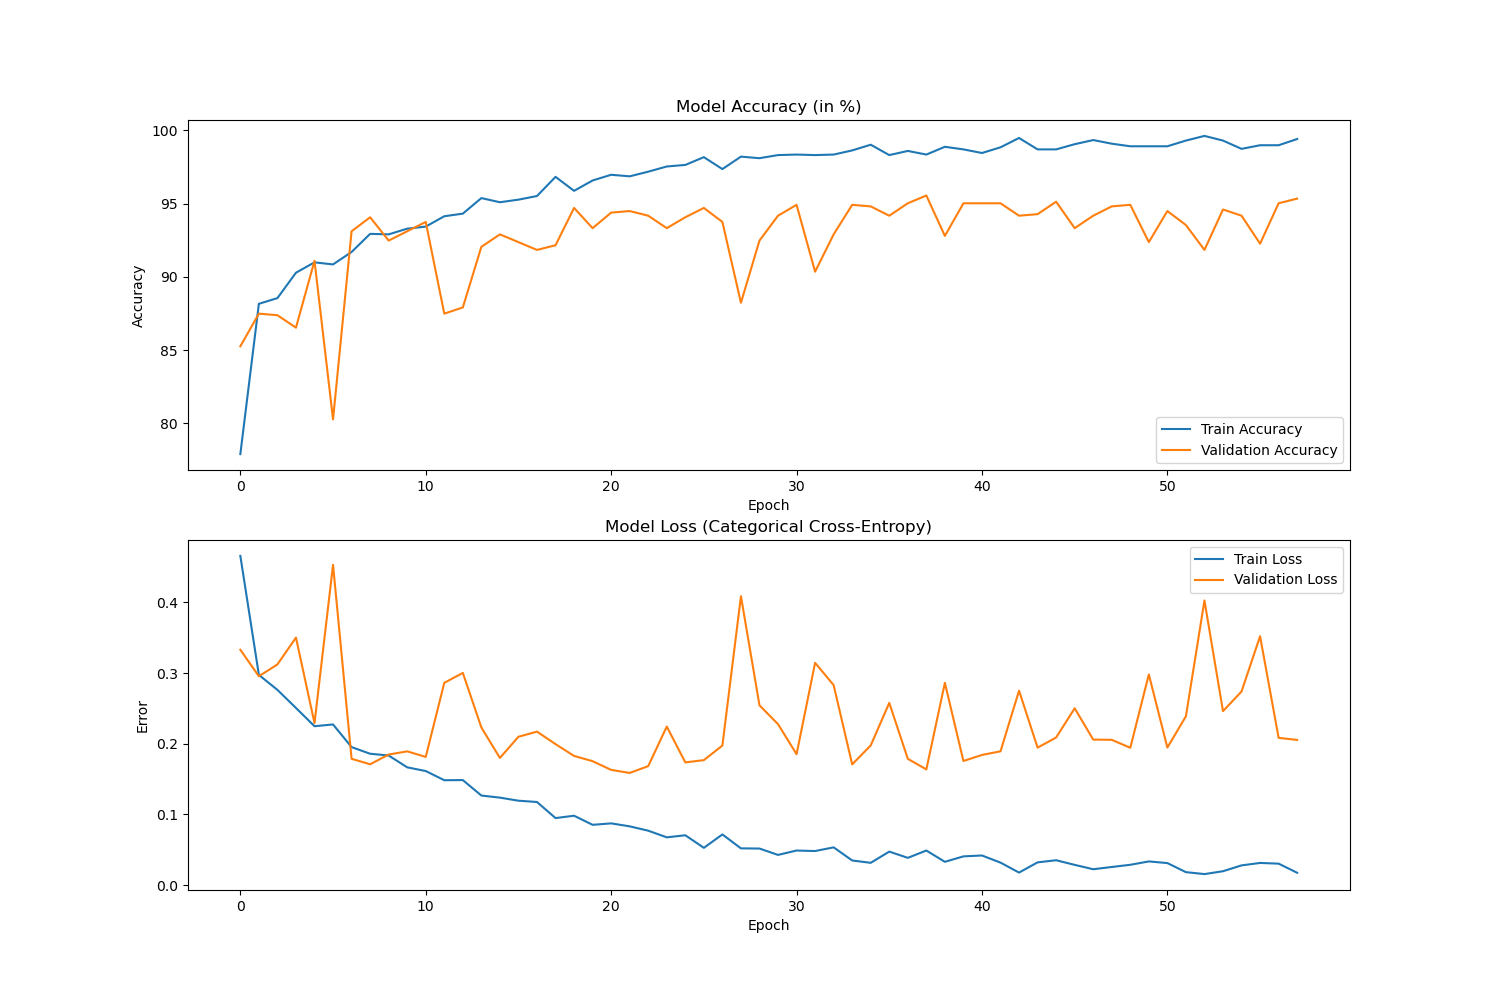 Model Accuracy (in %)
100
95
90
85
80
Accuracy
Train Accuracy
Validation Accuracy
0 10 20 30 40 50
Epoch
Model Loss (Categorical Cross-Entropy)
Train Loss
Validation Loss
0.4
0.3
0.2
0.1
0.0
Error
0 10 20 30 40 50
Epoch